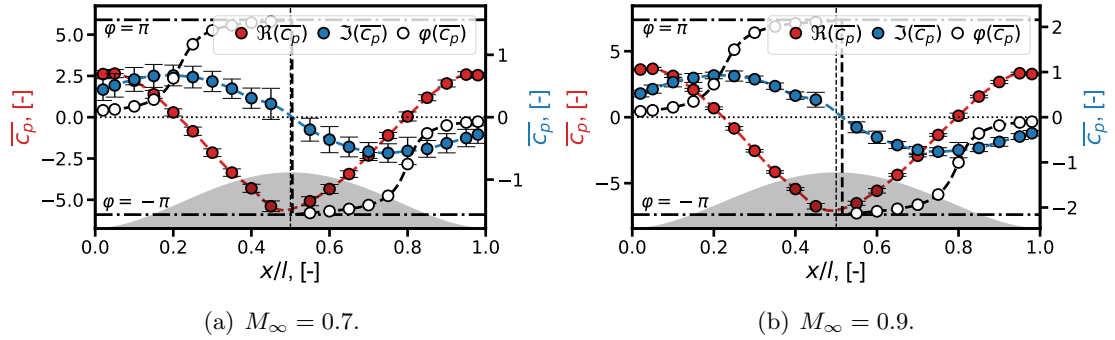 φ = π
ℜ(c̅ₚ) ℑ(c̅ₚ) φ(c̅ₚ)
5.0
2.5
0.0
−2.5
−5.0
1
0
−1
c̅ₚ, [-]
c̅ₚ, [-]
φ = −π
0.0 0.2 0.4 0.6 0.8 1.0
x/l, [-]
(a) M∞ = 0.7.
φ = π
ℜ(c̅ₚ) ℑ(c̅ₚ) φ(c̅ₚ)
5
0
−5
2
1
0
−1
−2
c̅ₚ, [-]
c̅ₚ, [-]
φ = −π
0.0 0.2 0.4 0.6 0.8 1.0
x/l, [-]
(b) M∞ = 0.9.